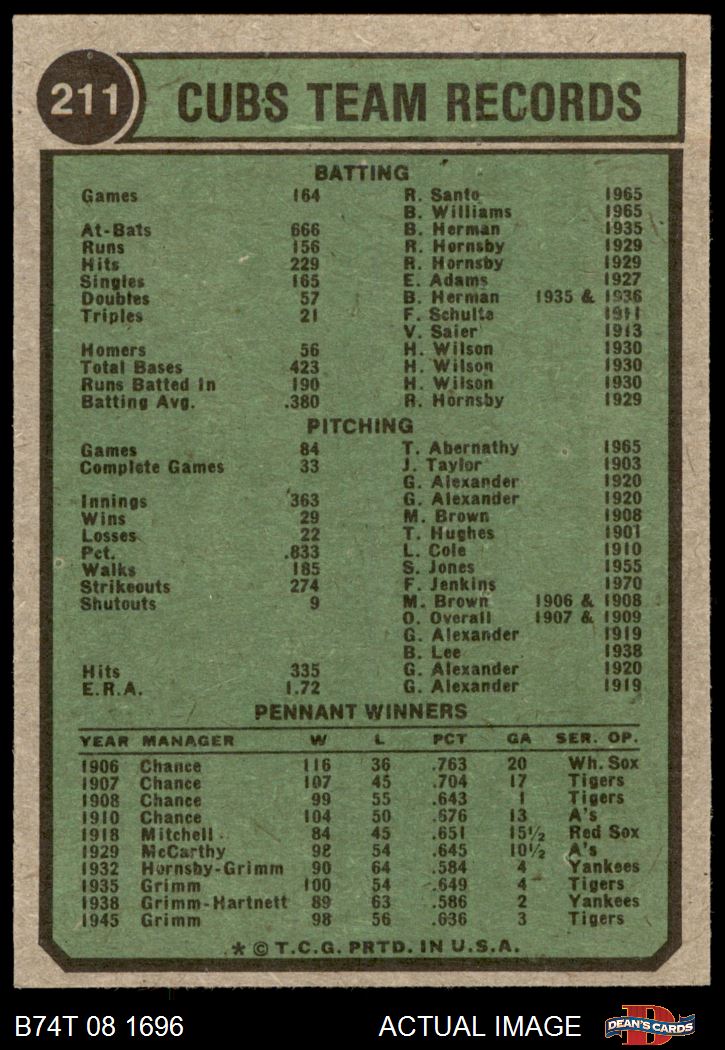 211 CUBS TEAM RECORDS
BATTING
Games 164 R. Santo 1965
B. Williams 1965
At-Bats 666 B. Herman 1935
Runs 156 R. Hornsby 1929
Hits 229 R. Hornsby 1929
Singles 165 E. Adams 1927
Doubles 57 B. Herman 1935 & 1936
Triples 21 F. Schulte 1911
V. Saier 1913
Homers 56 H. Wilson 1930
Total Bases 423 H. Wilson 1930
Runs Batted In 190 H. Wilson 1930
Batting Avg. .380 R. Hornsby 1929
PITCHING
Games 84 T. Abernathy 1965
Complete Games 33 J. Taylor 1903
G. Alexander 1920
Innings 363 G. Alexander 1920
Wins 29 M. Brown 1908
Losses 22 T. Hughes 1901
Pct. .833 L. Cole 1910
Walks 185 S. Jones 1955
Strikeouts 274 F. Jenkins 1970
Shutouts 9 M. Brown 1906 & 1908
O. Overall 1907 & 1909
G. Alexander 1919
B. Lee 1938
Hits 335 G. Alexander 1920
E.R.A. 1.72 G. Alexander 1919
PENNANT WINNERS
YEAR MANAGER W L PCT GA SER. OP.
1906 Chance 116 36 .763 20 Wh. Sox
1907 Chance 107 45 .704 17 Tigers
1908 Chance 99 55 .643 1 Tigers
1910 Chance 104 50 .676 13 A's
1918 Mitchell 84 45 .651 15½ Red Sox
1929 McCarthy 98 54 .645 10½ A's
1932 Hornsby-Grimm 90 64 .584 4 Yankees
1935 Grimm 100 54 .649 4 Tigers
1938 Grimm-Hartnett 89 63 .586 2 Yankees
1945 Grimm 98 56 .636 3 Tigers
* © T.C.G. PRTD. IN U.S.A.
B74T 08 1696 ACTUAL IMAGE DEAN'S CARDS